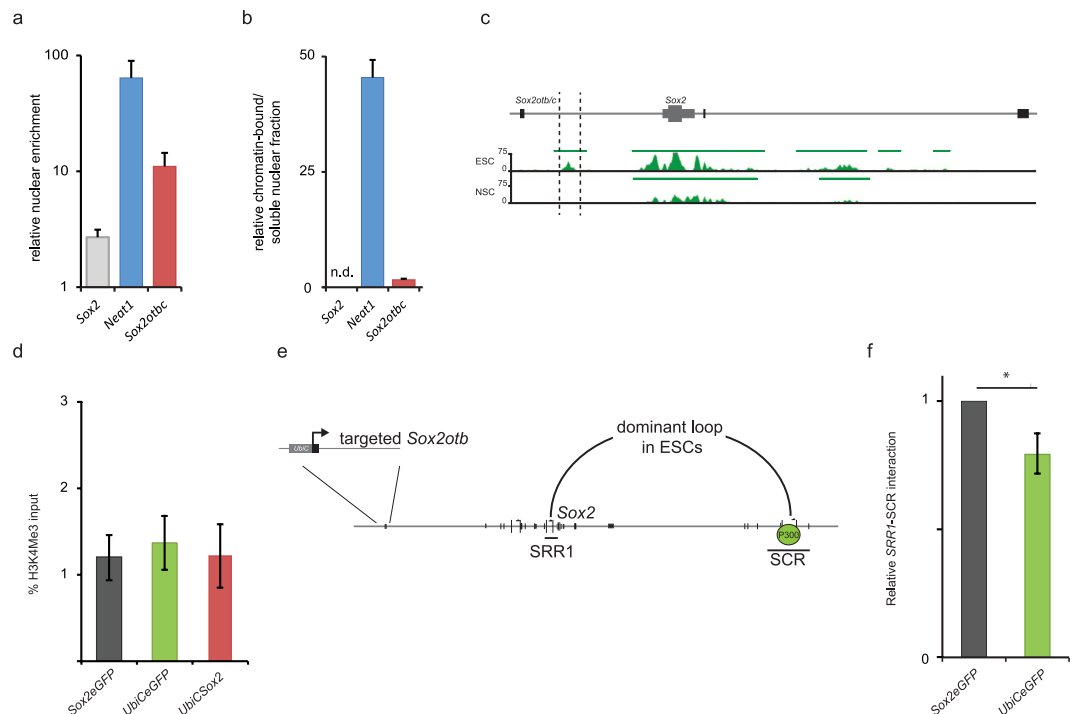 a
relative nuclear enrichment
100
10
1
Sox2
Neat1
Sox2otbc
b
relative chromatin-bound/
soluble nuclear fraction
50
25
0
n.d.
Sox2
Neat1
Sox2otbc
c
Sox2otb/c
Sox2
ESC
75
0
NSC
75
0
d
% H3K4Me3 input
3
2
1
Sox2eGFP
UbiCeGFP
UbiCSox2
e
UbiC
targeted Sox2otb
dominant loop
in ESCs
Sox2
SRR1
P300
SCR
f
Relative SRR1-SCR interaction
1
0
*
Sox2eGFP
UbiCeGFP